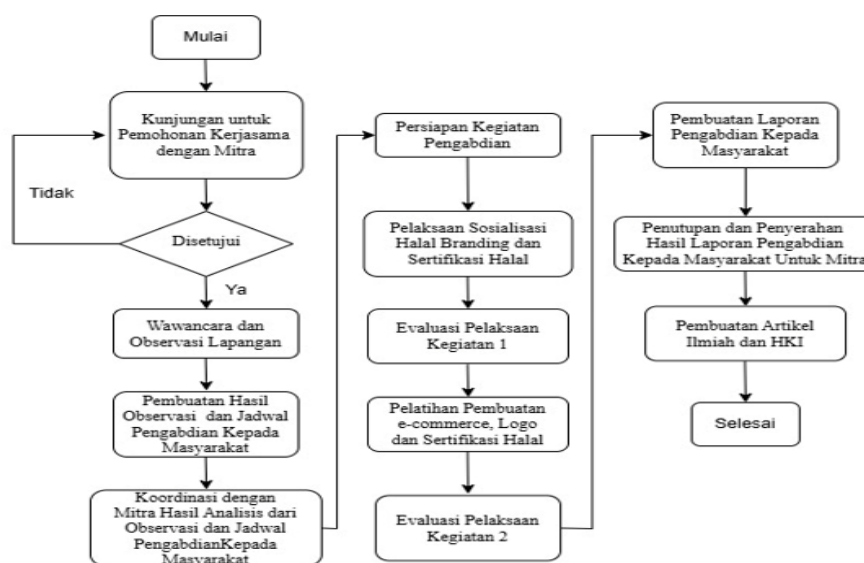 Mulai
Kunjungan untuk
Pemohonan Kerjasama
dengan Mitra
Tidak
Disetujui
Ya
Wawancara dan
Observasi Lapangan
Pembuatan Hasil
Observasi dan Jadwal
Pengabdian Kepada
Masyarakat
Koordinasi dengan
Mitra Hasil Analisis dari
Observasi dan Jadwal
PengabdianKepada
Masyarakat
Persiapan Kegiatan
Pengabdian
Pelaksaan Sosialisasi
Halal Branding dan
Sertifikasi Halal
Evaluasi Pelaksaan
Kegiatan 1
Pelatihan Pembuatan
e-commerce, Logo
dan Sertifikasi Halal
Evaluasi Pelaksaan
Kegiatan 2
Pembuatan Laporan
Pengabdian Kepada
Masyarakat
Penutupan dan Penyerahan
Hasil Laporan Pengabdian
Kepada Masyarakat Untuk Mitra
Pembuatan Artikel
Ilmiah dan HKI
Selesai